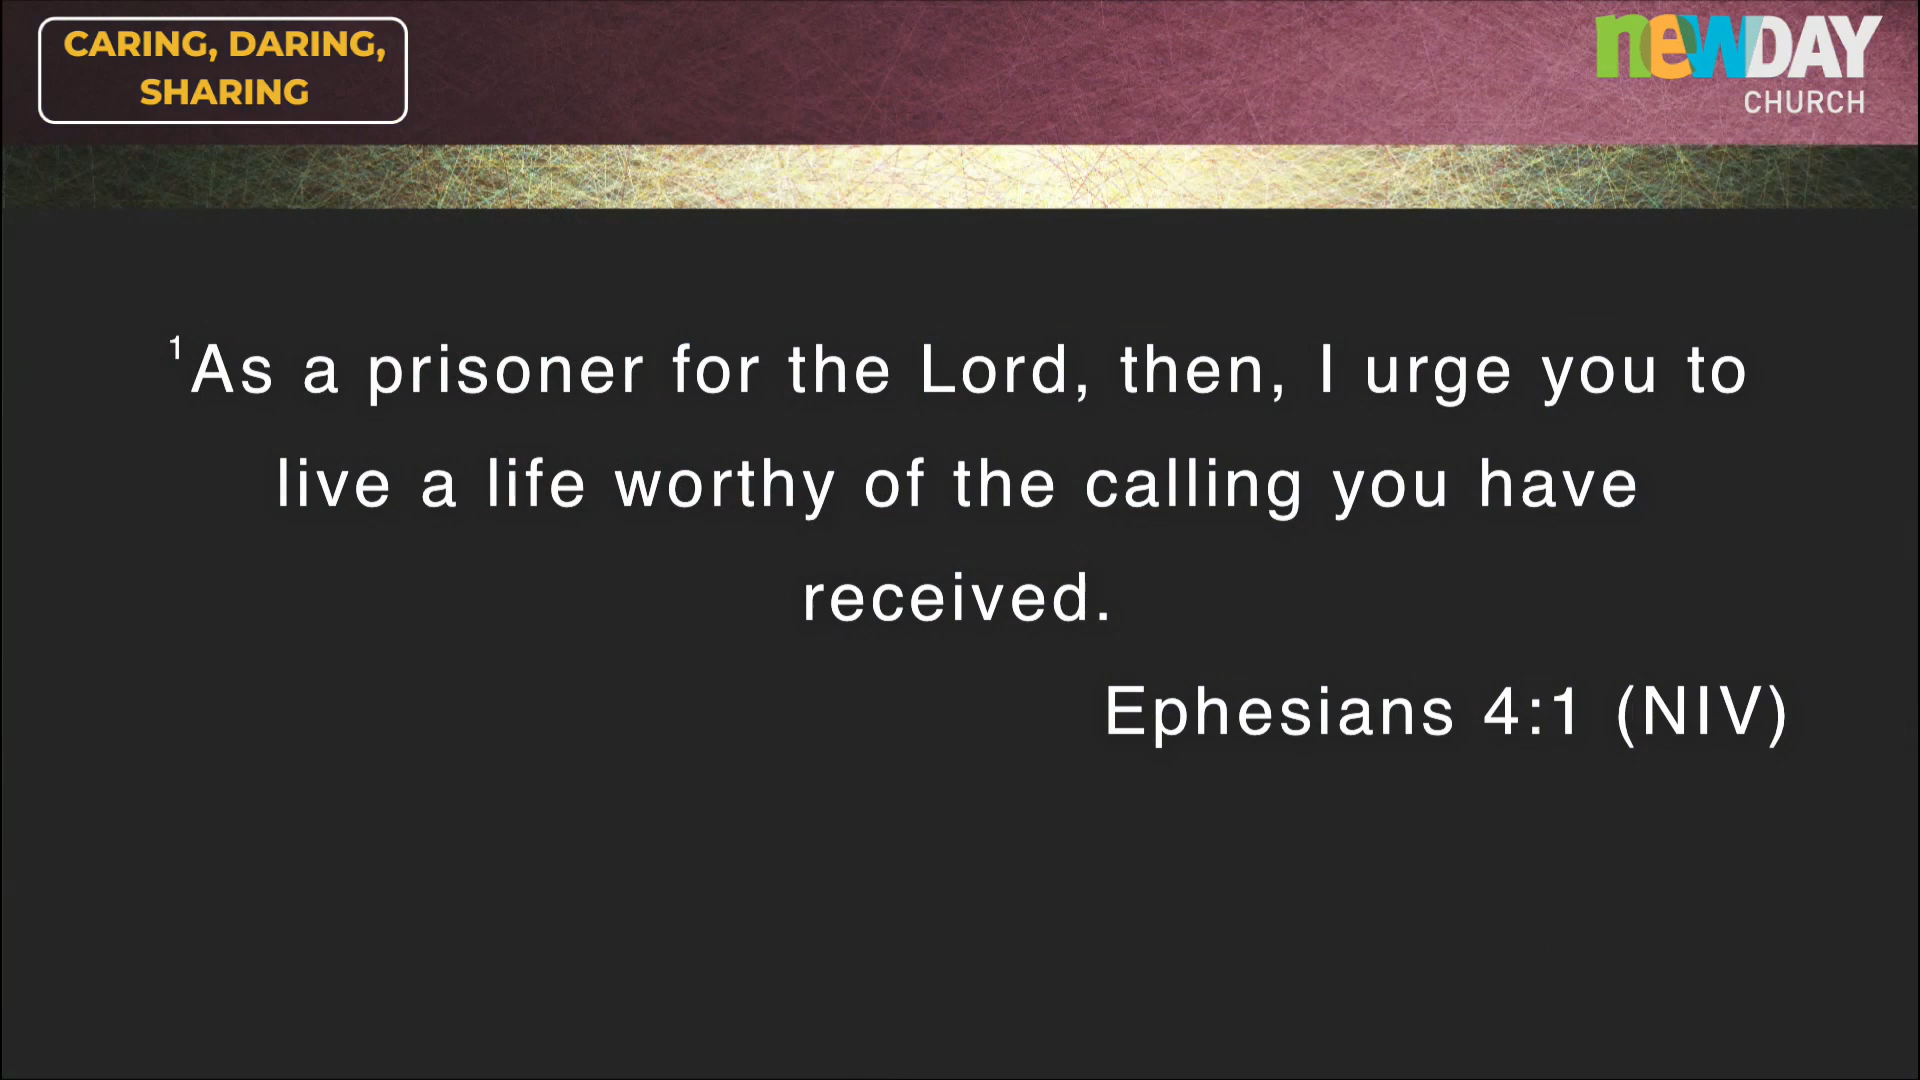 CARING, DARING,
SHARING
newDAY
CHURCH
¹As a prisoner for the Lord, then, I urge you to
live a life worthy of the calling you have
received.
Ephesians 4:1 (NIV)